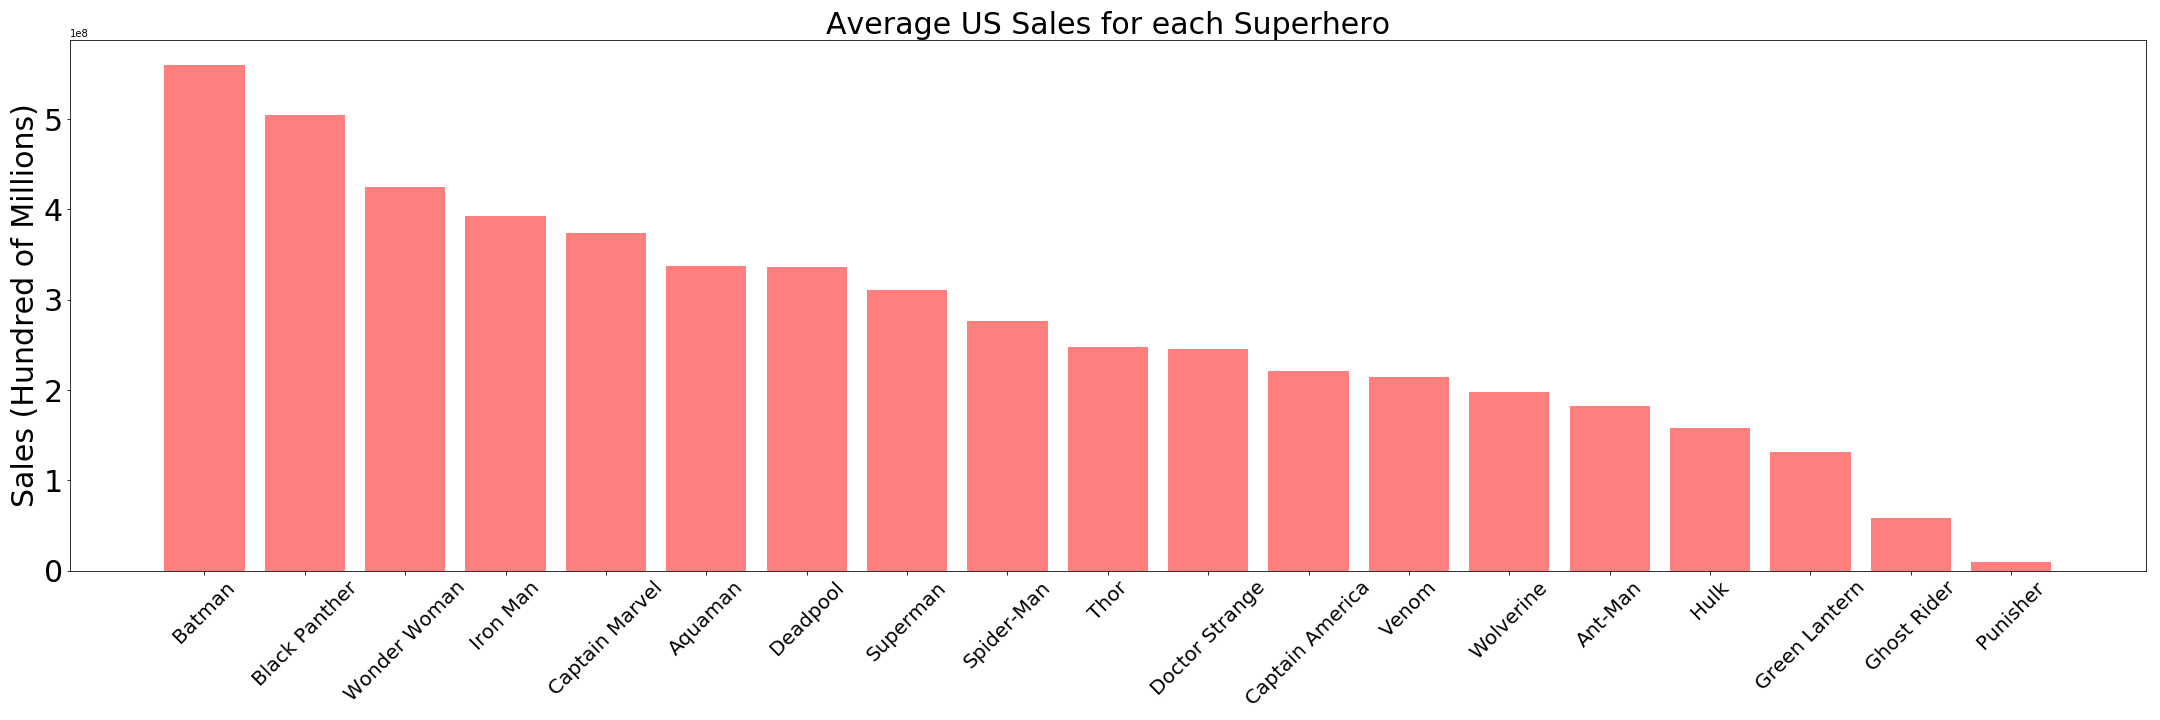 Average US Sales for each Superhero
1e8
Sales (Hundred of Millions)
5
4
3
2
1
0
Batman
Black Panther
Wonder Woman
Iron Man
Captain Marvel
Aquaman
Deadpool
Superman
Spider-Man
Thor
Doctor Strange
Captain America
Venom
Wolverine
Ant-Man
Hulk
Green Lantern
Ghost Rider
Punisher